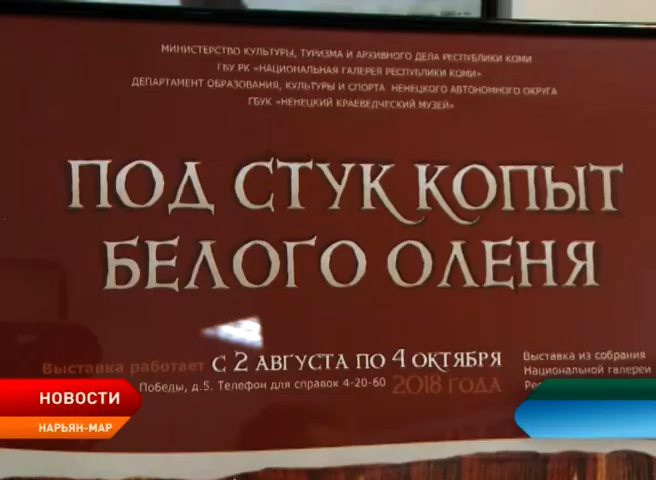 МИНИСТЕРСТВО КУЛЬТУРЫ, ТУРИЗМА И АРХИВНОГО ДЕЛА РЕСПУБЛИКИ КОМИ
ГБУ РК «НАЦИОНАЛЬНАЯ ГАЛЕРЕЯ РЕСПУБЛИКИ КОМИ»
ДЕПАРТАМЕНТ ОБРАЗОВАНИЯ, КУЛЬТУРЫ И СПОРТА НЕНЕЦКОГО АВТОНОМНОГО ОКРУГА
ГБУК «НЕНЕЦКИЙ КРАЕВЕДЧЕСКИЙ МУЗЕЙ»
ПОД СТУК КОПЫТ
БЕЛОГО ОЛЕНЯ
Выставка работает С 2 АВГУСТА ПО 4 ОКТЯБРЯ
2018 ГОДА
Победы, д.5. Телефон для справок 4-20-60
Выставка из собрания
Национальной галереи
НОВОСТИ
НАРЬЯН-МАР